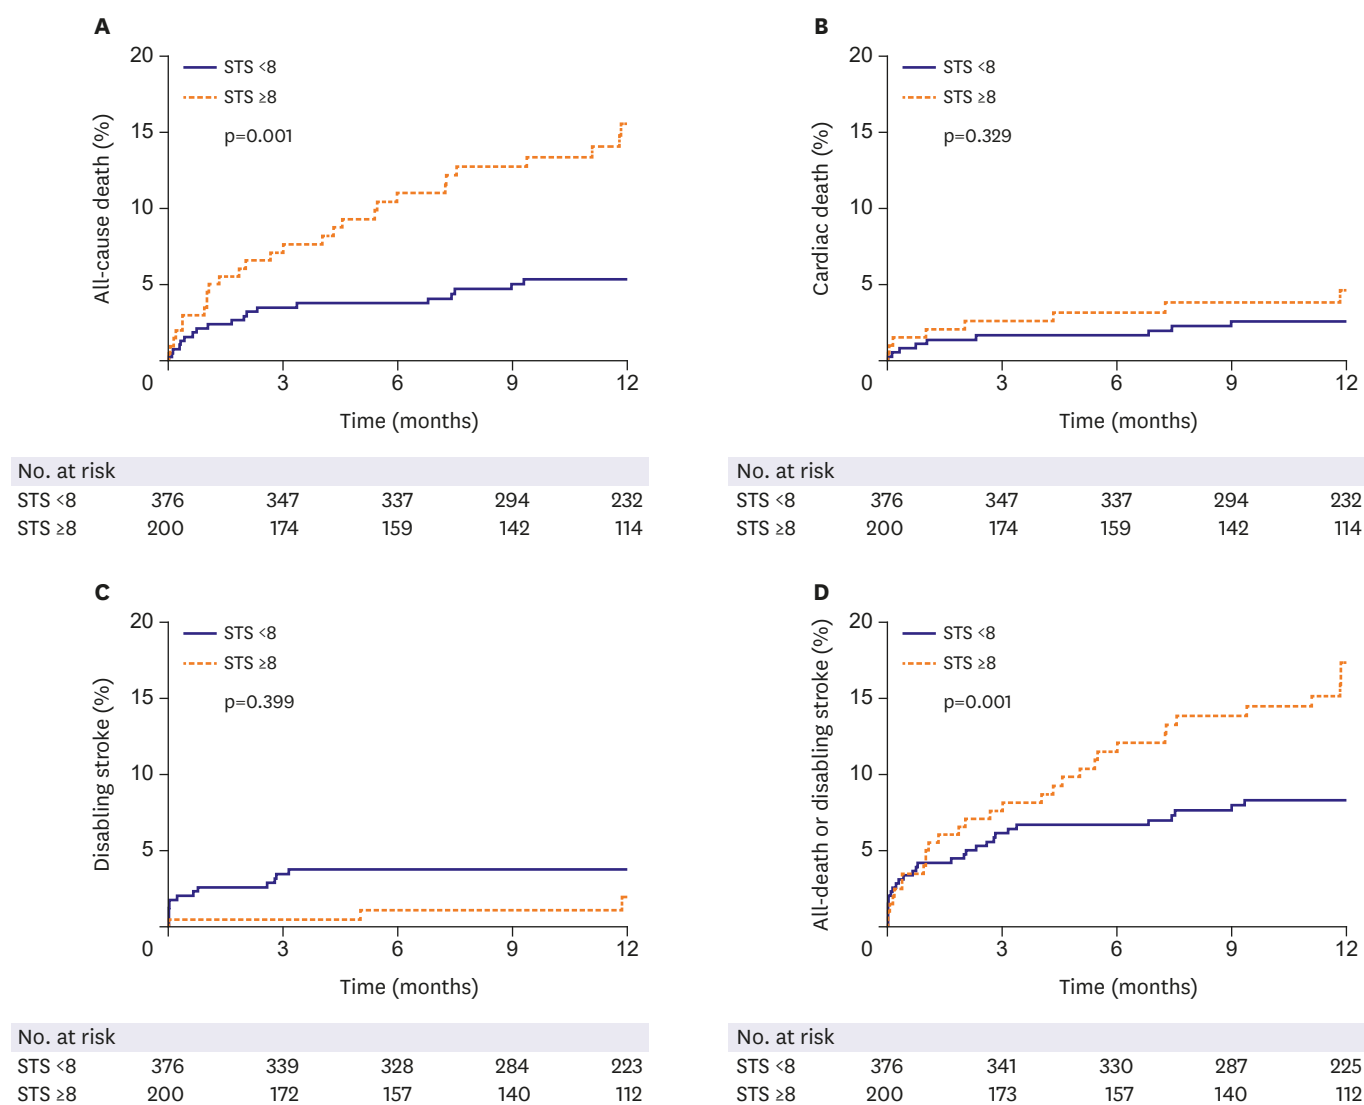 A
20
15
10
5
0
All-cause death (%)
STS <8
STS ≥8
p=0.001
3 6 9 12
Time (months)
No. at risk
STS <8 376 347 337 294 232
STS ≥8 200 174 159 142 114
B
20
15
10
5
0
Cardiac death (%)
STS <8
STS ≥8
p=0.329
3 6 9 12
Time (months)
No. at risk
STS <8 376 347 337 294 232
STS ≥8 200 174 159 142 114
C
20
15
10
5
0
Disabling stroke (%)
STS <8
STS ≥8
p=0.399
3 6 9 12
Time (months)
No. at risk
STS <8 376 339 328 284 223
STS ≥8 200 172 157 140 112
D
20
15
10
5
0
All-death or disabling stroke (%)
STS <8
STS ≥8
p=0.001
3 6 9 12
Time (months)
No. at risk
STS <8 376 341 330 287 225
STS ≥8 200 173 157 140 112